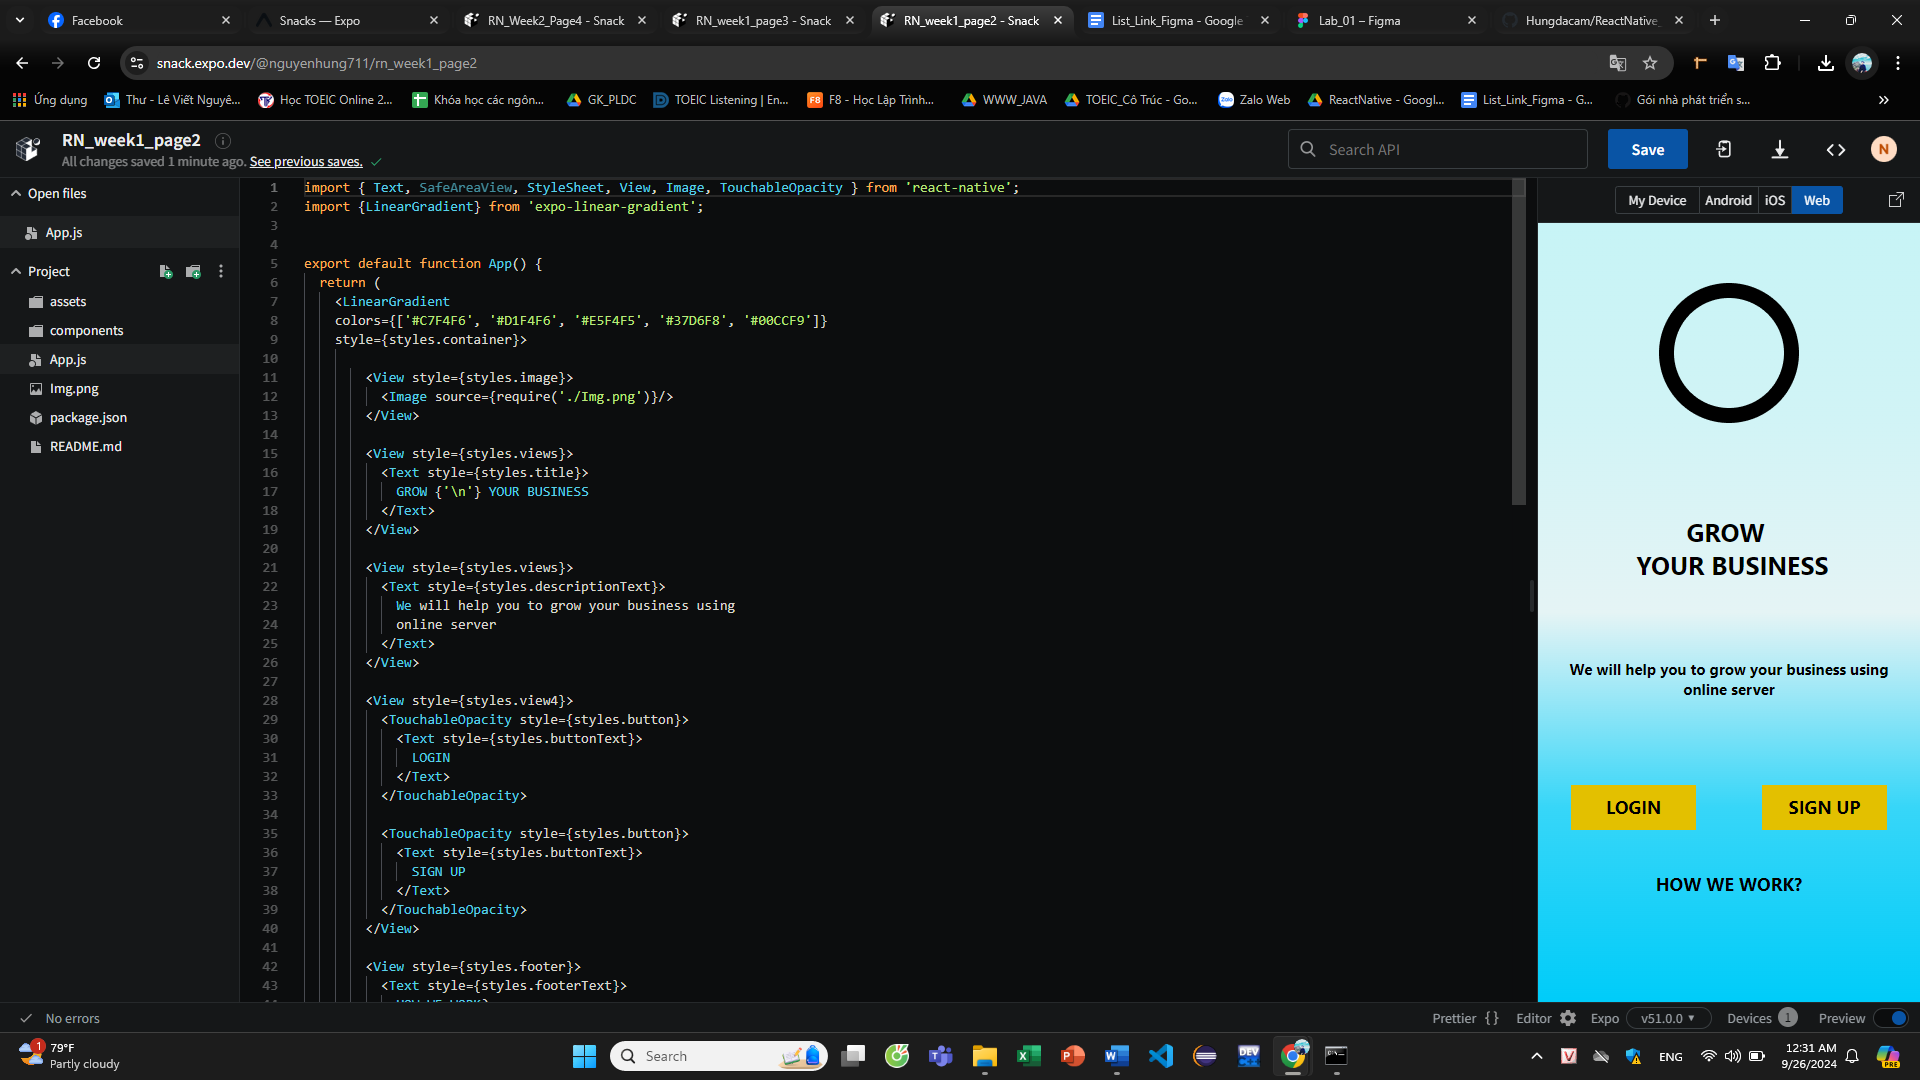 Facebook
Snacks — Expo
RN_Week2_Page4 - Snack
RN_week1_page3 - Snack
RN_week1_page2 - Snack
List_Link_Figma - Google
Lab_01 – Figma
Hungdacam/ReactNative_
snack.expo.dev/@nguyenhung711/rn_week1_page2
Ứng dụng
Thư - Lê Viết Nguyê...
Học TOEIC Online 2...
Khóa học các ngôn...
GK_PLDC
TOEIC Listening | En...
F8 - Học Lập Trình...
WWW_JAVA
TOEIC_Cô Trúc - Go...
Zalo Web
ReactNative - Googl...
List_Link_Figma - G...
Gói nhà phát triển s...
RN_week1_page2
All changes saved 1 minute ago. See previous saves.
Search API
Save
N
Open files
App.js
Project
assets
components
App.js
Img.png
package.json
README.md
1 import { Text, SafeAreaView, StyleSheet, View, Image, TouchableOpacity } from 'react-native';
2 import {LinearGradient} from 'expo-linear-gradient';
3
4
5 export default function App() {
6 return (
7 <LinearGradient
8 colors={['#C7F4F6', '#D1F4F6', '#E5F4F5', '#37D6F8', '#00CCF9']}
9 style={styles.container}>
10
11 <View style={styles.image}>
12 <Image source={require('./Img.png')}/>
13 </View>
14
15 <View style={styles.views}>
16 <Text style={styles.title}>
17 GROW {'\n'} YOUR BUSINESS
18 </Text>
19 </View>
20
21 <View style={styles.views}>
22 <Text style={styles.descriptionText}>
23 We will help you to grow your business using
24 online server
25 </Text>
26 </View>
27
28 <View style={styles.view4}>
29 <TouchableOpacity style={styles.button}>
30 <Text style={styles.buttonText}>
31 LOGIN
32 </Text>
33 </TouchableOpacity>
34
35 <TouchableOpacity style={styles.button}>
36 <Text style={styles.buttonText}>
37 SIGN UP
38 </Text>
39 </TouchableOpacity>
40 </View>
41
42 <View style={styles.footer}>
43 <Text style={styles.footerText}>
My Device
Android
iOS
Web
GROW
YOUR BUSINESS
We will help you to grow your business using
online server
LOGIN
SIGN UP
HOW WE WORK?
No errors
Prettier { }
Editor
Expo
v51.0.0
Devices 1
Preview
1
79°F
Partly cloudy
Search
ENG
12:31 AM
9/26/2024